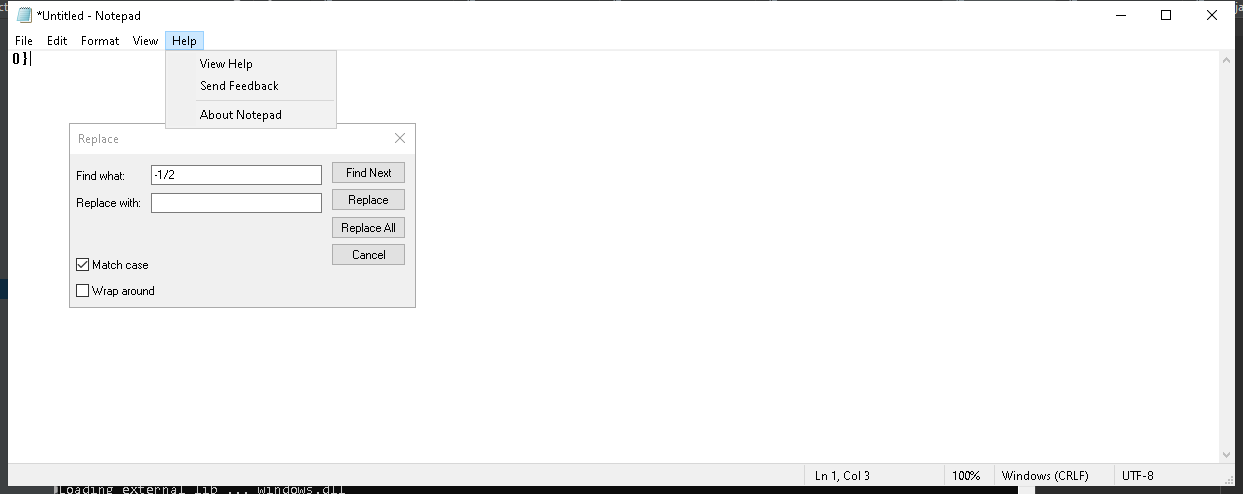 *Untitled - Notepad
File Edit Format View Help
0}
View Help
Send Feedback
About Notepad
Replace
Find what: -1/2 Find Next
Replace with: Replace
Replace All
Cancel
Match case
Wrap around
Ln 1, Col 3 100% Windows (CRLF) UTF-8
Loading external lib ... windows.dll